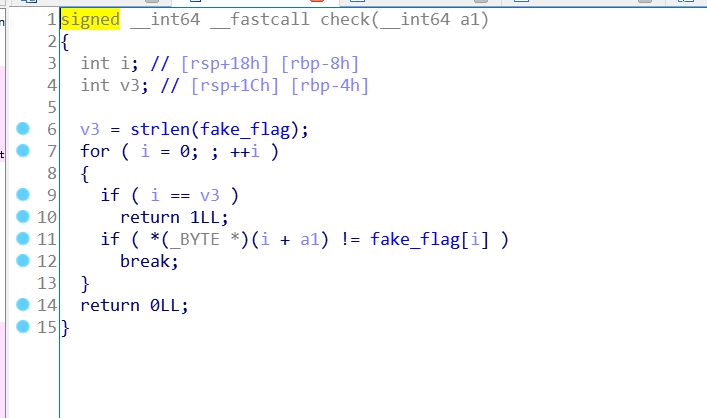 1 signed __int64 __fastcall check(__int64 a1)
2 {
3   int i; // [rsp+18h] [rbp-8h]
4   int v3; // [rsp+1Ch] [rbp-4h]
5
6   v3 = strlen(fake_flag);
7   for ( i = 0; ; ++i )
8   {
9     if ( i == v3 )
10       return 1LL;
11     if ( *(_BYTE *)(i + a1) != fake_flag[i] )
12       break;
13   }
14   return 0LL;
15 }